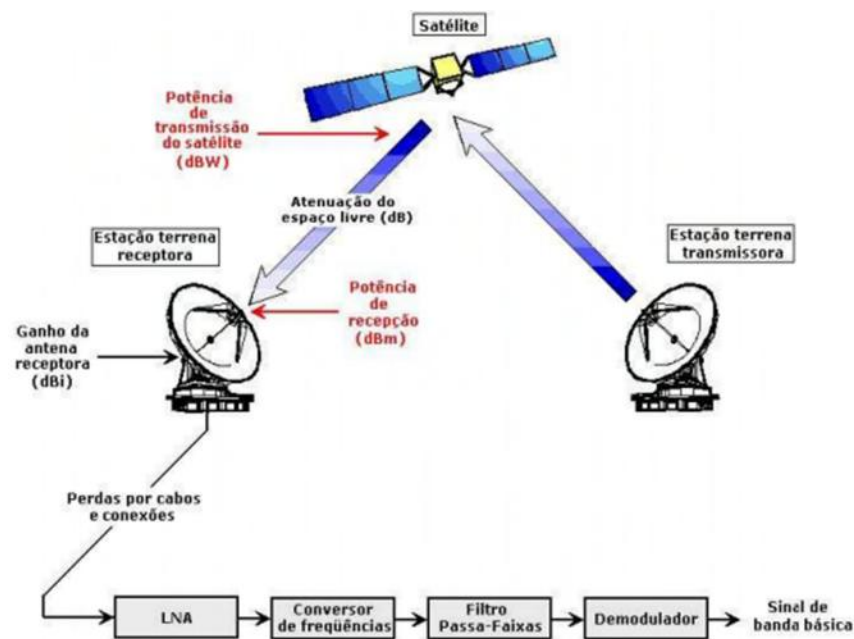 Satélite
Potência
de
transmissão
do satélite
(dBW)
Atenuação do
espaço livre (dB)
Estação terrena
receptora
Estação terrena
transmissora
Potência
de
recepção
(dBm)
Ganho da
antena
receptora
(dBi)
Perdas por cabos
e conexões
LNA
Conversor
de freqüências
Filtro
Passa-Faixas
Demodulador
Sinal de
banda básica